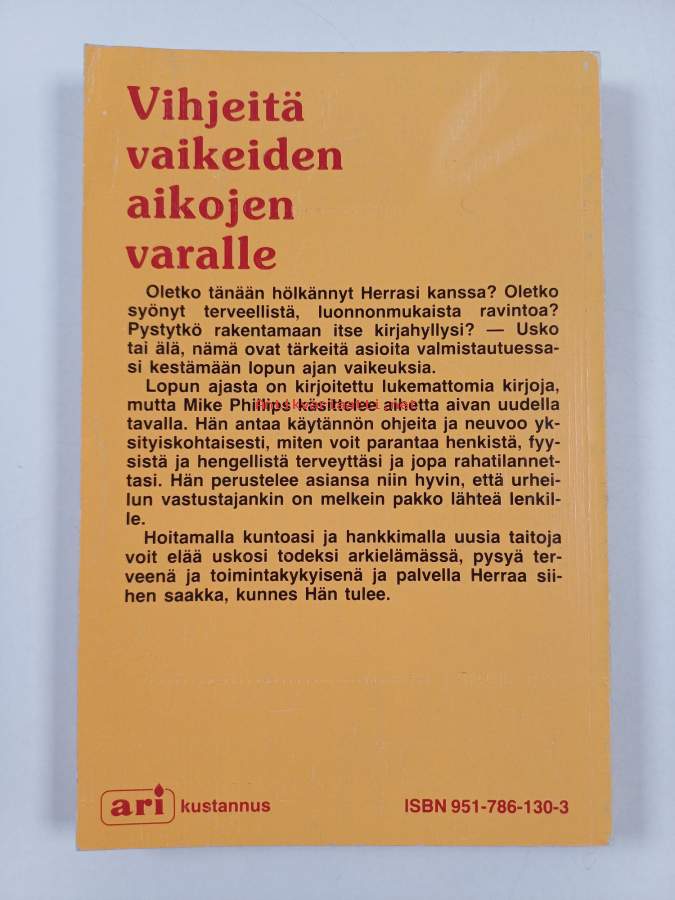 Vihjeitä
vaikeiden
aikojen
varalle
Oletko tänään hölkännyt Herrasi kanssa? Oletko
syönyt terveellistä, luonnonmukaista ravintoa?
Pystytkö rakentamaan itse kirjahyllysi? — Usko
tai älä, nämä ovat tärkeitä asioita valmistautuessa-
si kestämään lopun ajan vaikeuksia.
Lopun ajasta on kirjoitettu lukemattomia kirjoja,
mutta Mike Phillips käsittelee aihetta aivan uudella
antikvariaatti.net
tavalla. Hän antaa käytännön ohjeita ja neuvoo yk-
sityiskohtaisesti, miten voit parantaa henkistä, fyy-
sistä ja hengellistä terveyttäsi ja jopa rahatilannet-
tasi. Hän perustelee asiansa niin hyvin, että urhei-
lun vastustajankin on melkein pakko lähteä lenkil-
le.
Hoitamalla kuntoasi ja hankkimalla uusia taitoja
voit elää uskosi todeksi arkielämässä, pysyä ter-
veenä ja toimintakykyisenä ja palvella Herraa sii-
hen saakka, kunnes Hän tulee.
ari kustannus
ISBN 951-786-130-3